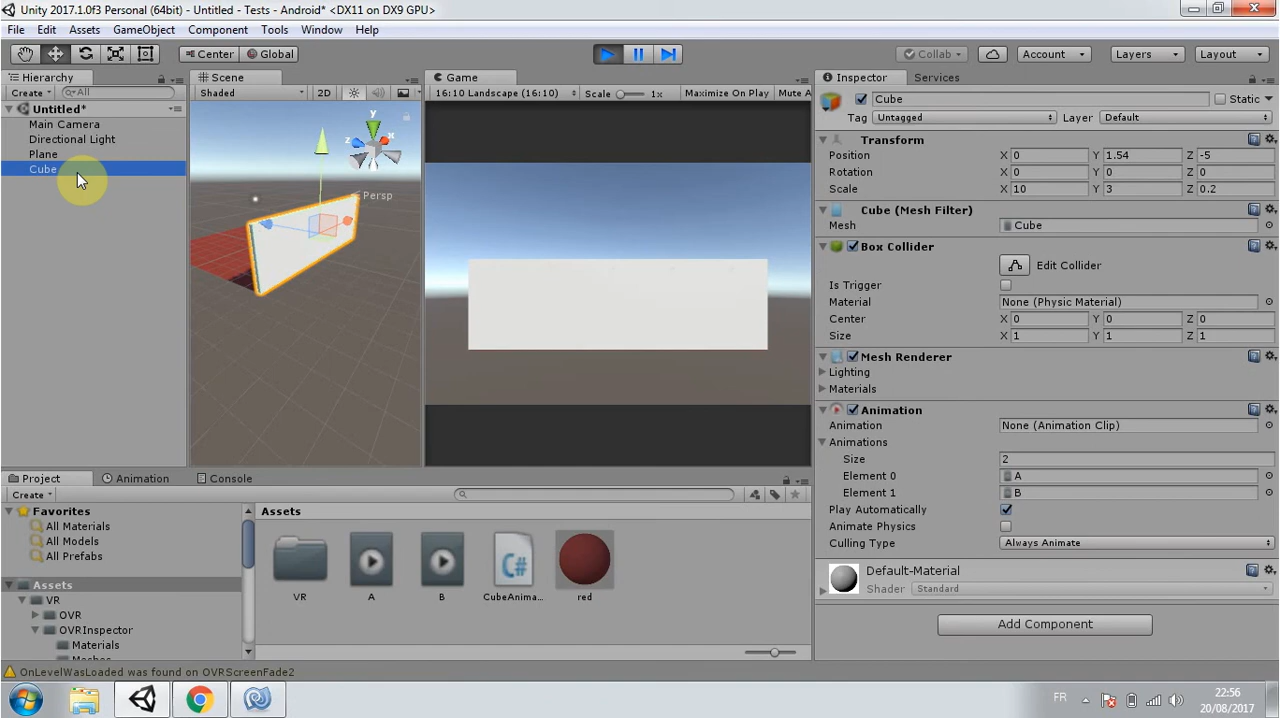 Unity 2017.1.0f3 Personal (64bit) - Untitled - Tests - Android* <DX11 on DX9 GPU>
File Edit Assets GameObject Component Tools Window Help
Center Global Collab Account Layers Layout
Hierarchy
Create All
Untitled*
Main Camera
Directional Light
Plane
Cube
Scene
Shaded 2D
y
x
z
Persp
Game
16:10 Landscape (16:10) Scale 1x Maximize On Play Mute A
Inspector Services
Cube Static
Tag Untagged Layer Default
Transform
Position X 0 Y 1.54 Z -5
Rotation X 0 Y 0 Z 0
Scale X 10 Y 3 Z 0.2
Cube (Mesh Filter)
Mesh Cube
Box Collider
Edit Collider
Is Trigger
Material None (Physic Material)
Center X 0 Y 0 Z 0
Size X 1 Y 1 Z 1
Mesh Renderer
Lighting
Materials
Animation
Animation None (Animation Clip)
Animations
Size 2
Element 0 A
Element 1 B
Play Automatically
Animate Physics
Culling Type Always Animate
Default-Material
Shader Standard
Add Component
Project Animation Console
Create
Favorites
All Materials
All Models
All Prefabs
Assets
VR
OVR
OVRInspector
Materials
Assets
VR A B CubeAnima... red
C#
OnLevelWasLoaded was found on OVRScreenFade2
FR
22:56
20/08/2017